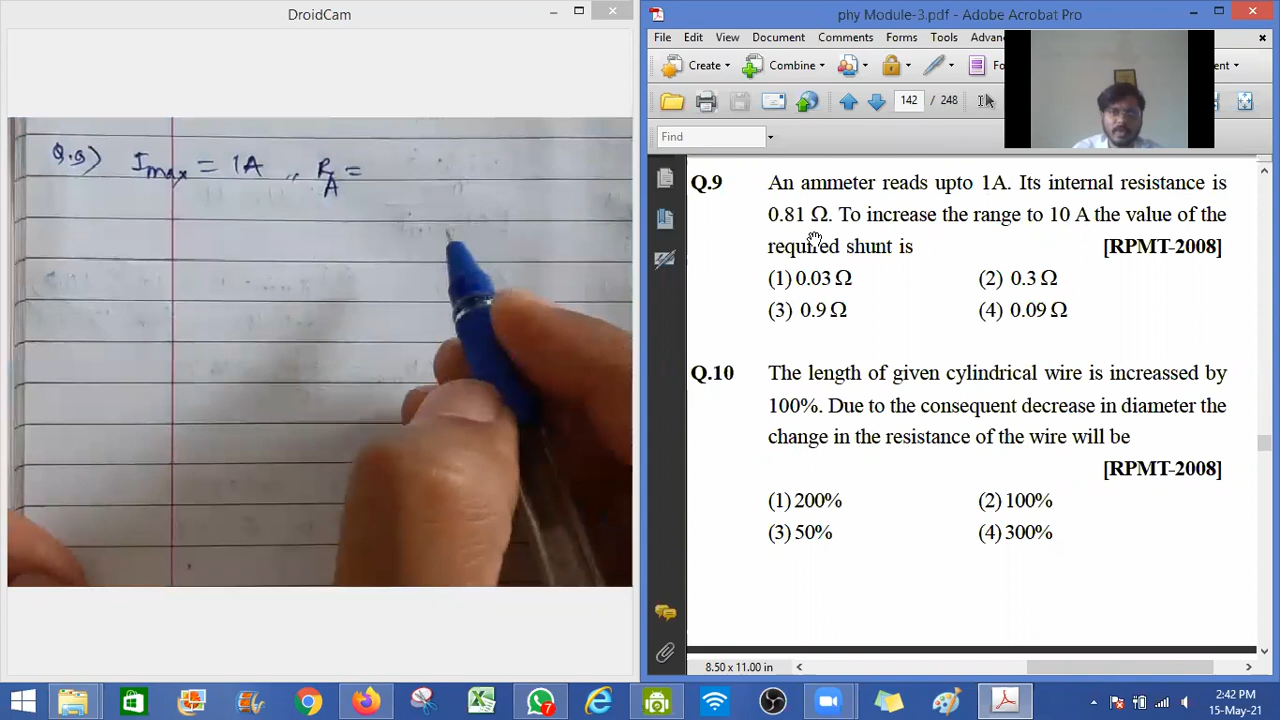 DroidCam
phy Module-3.pdf - Adobe Acrobat Pro
File Edit View Document Comments Forms Tools Advan
Create Combine
142 / 248
Find
Q.9) Imax = 1A ,, RA =
Q.9 An ammeter reads upto 1A. Its internal resistance is
0.81 Ω. To increase the range to 10 A the value of the
required shunt is [RPMT-2008]
(1) 0.03 Ω (2) 0.3 Ω
(3) 0.9 Ω (4) 0.09 Ω
Q.10 The length of given cylindrical wire is increassed by
100%. Due to the consequent decrease in diameter the
change in the resistance of the wire will be
[RPMT-2008]
(1) 200% (2) 100%
(3) 50% (4) 300%
8.50 x 11.00 in
7
2:42 PM
15-May-21